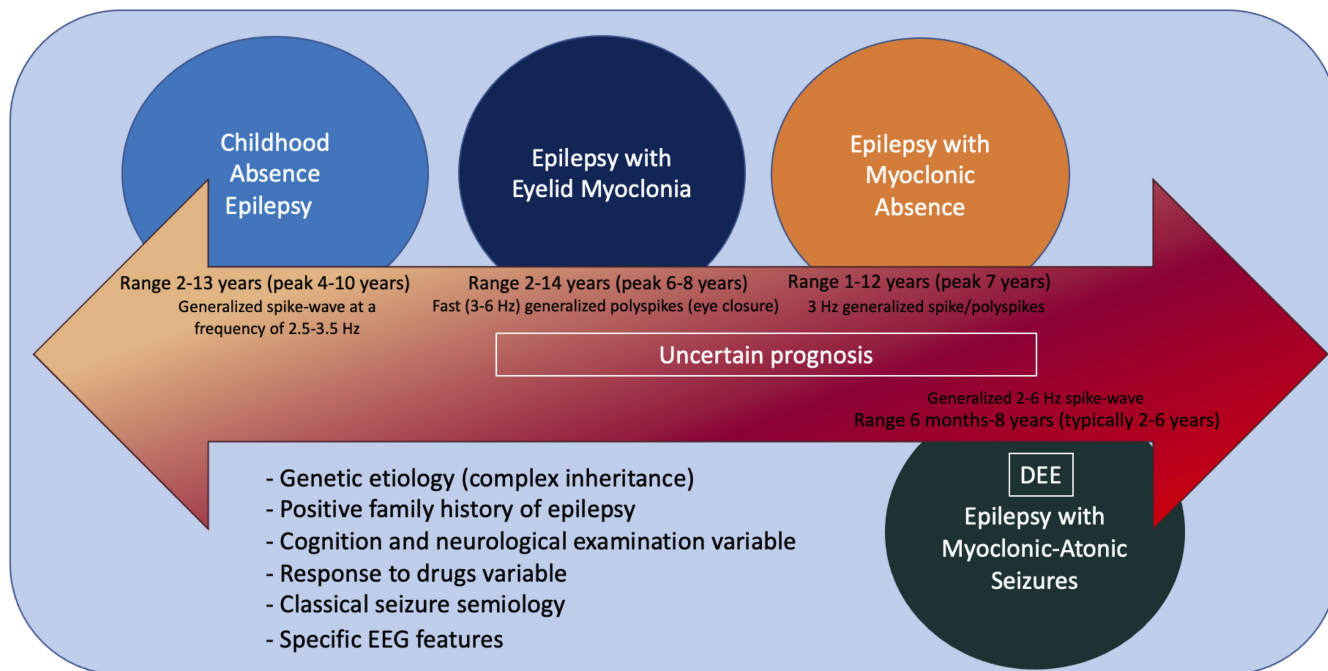 Childhood
Absence
Epilepsy
Epilepsy with
Eyelid Myoclonia
Epilepsy with
Myoclonic
Absence
Range 2-13 years (peak 4-10 years)
Generalized spike-wave at a
frequency of 2.5-3.5 Hz
Range 2-14 years (peak 6-8 years)
Fast (3-6 Hz) generalized polyspikes (eye closure)
Range 1-12 years (peak 7 years)
3 Hz generalized spike/polyspikes
Uncertain prognosis
Generalized 2-6 Hz spike-wave
Range 6 months-8 years (typically 2-6 years)
DEE
Epilepsy with
Myoclonic-Atonic
Seizures
- Genetic etiology (complex inheritance)
- Positive family history of epilepsy
- Cognition and neurological examination variable
- Response to drugs variable
- Classical seizure semiology
- Specific EEG features